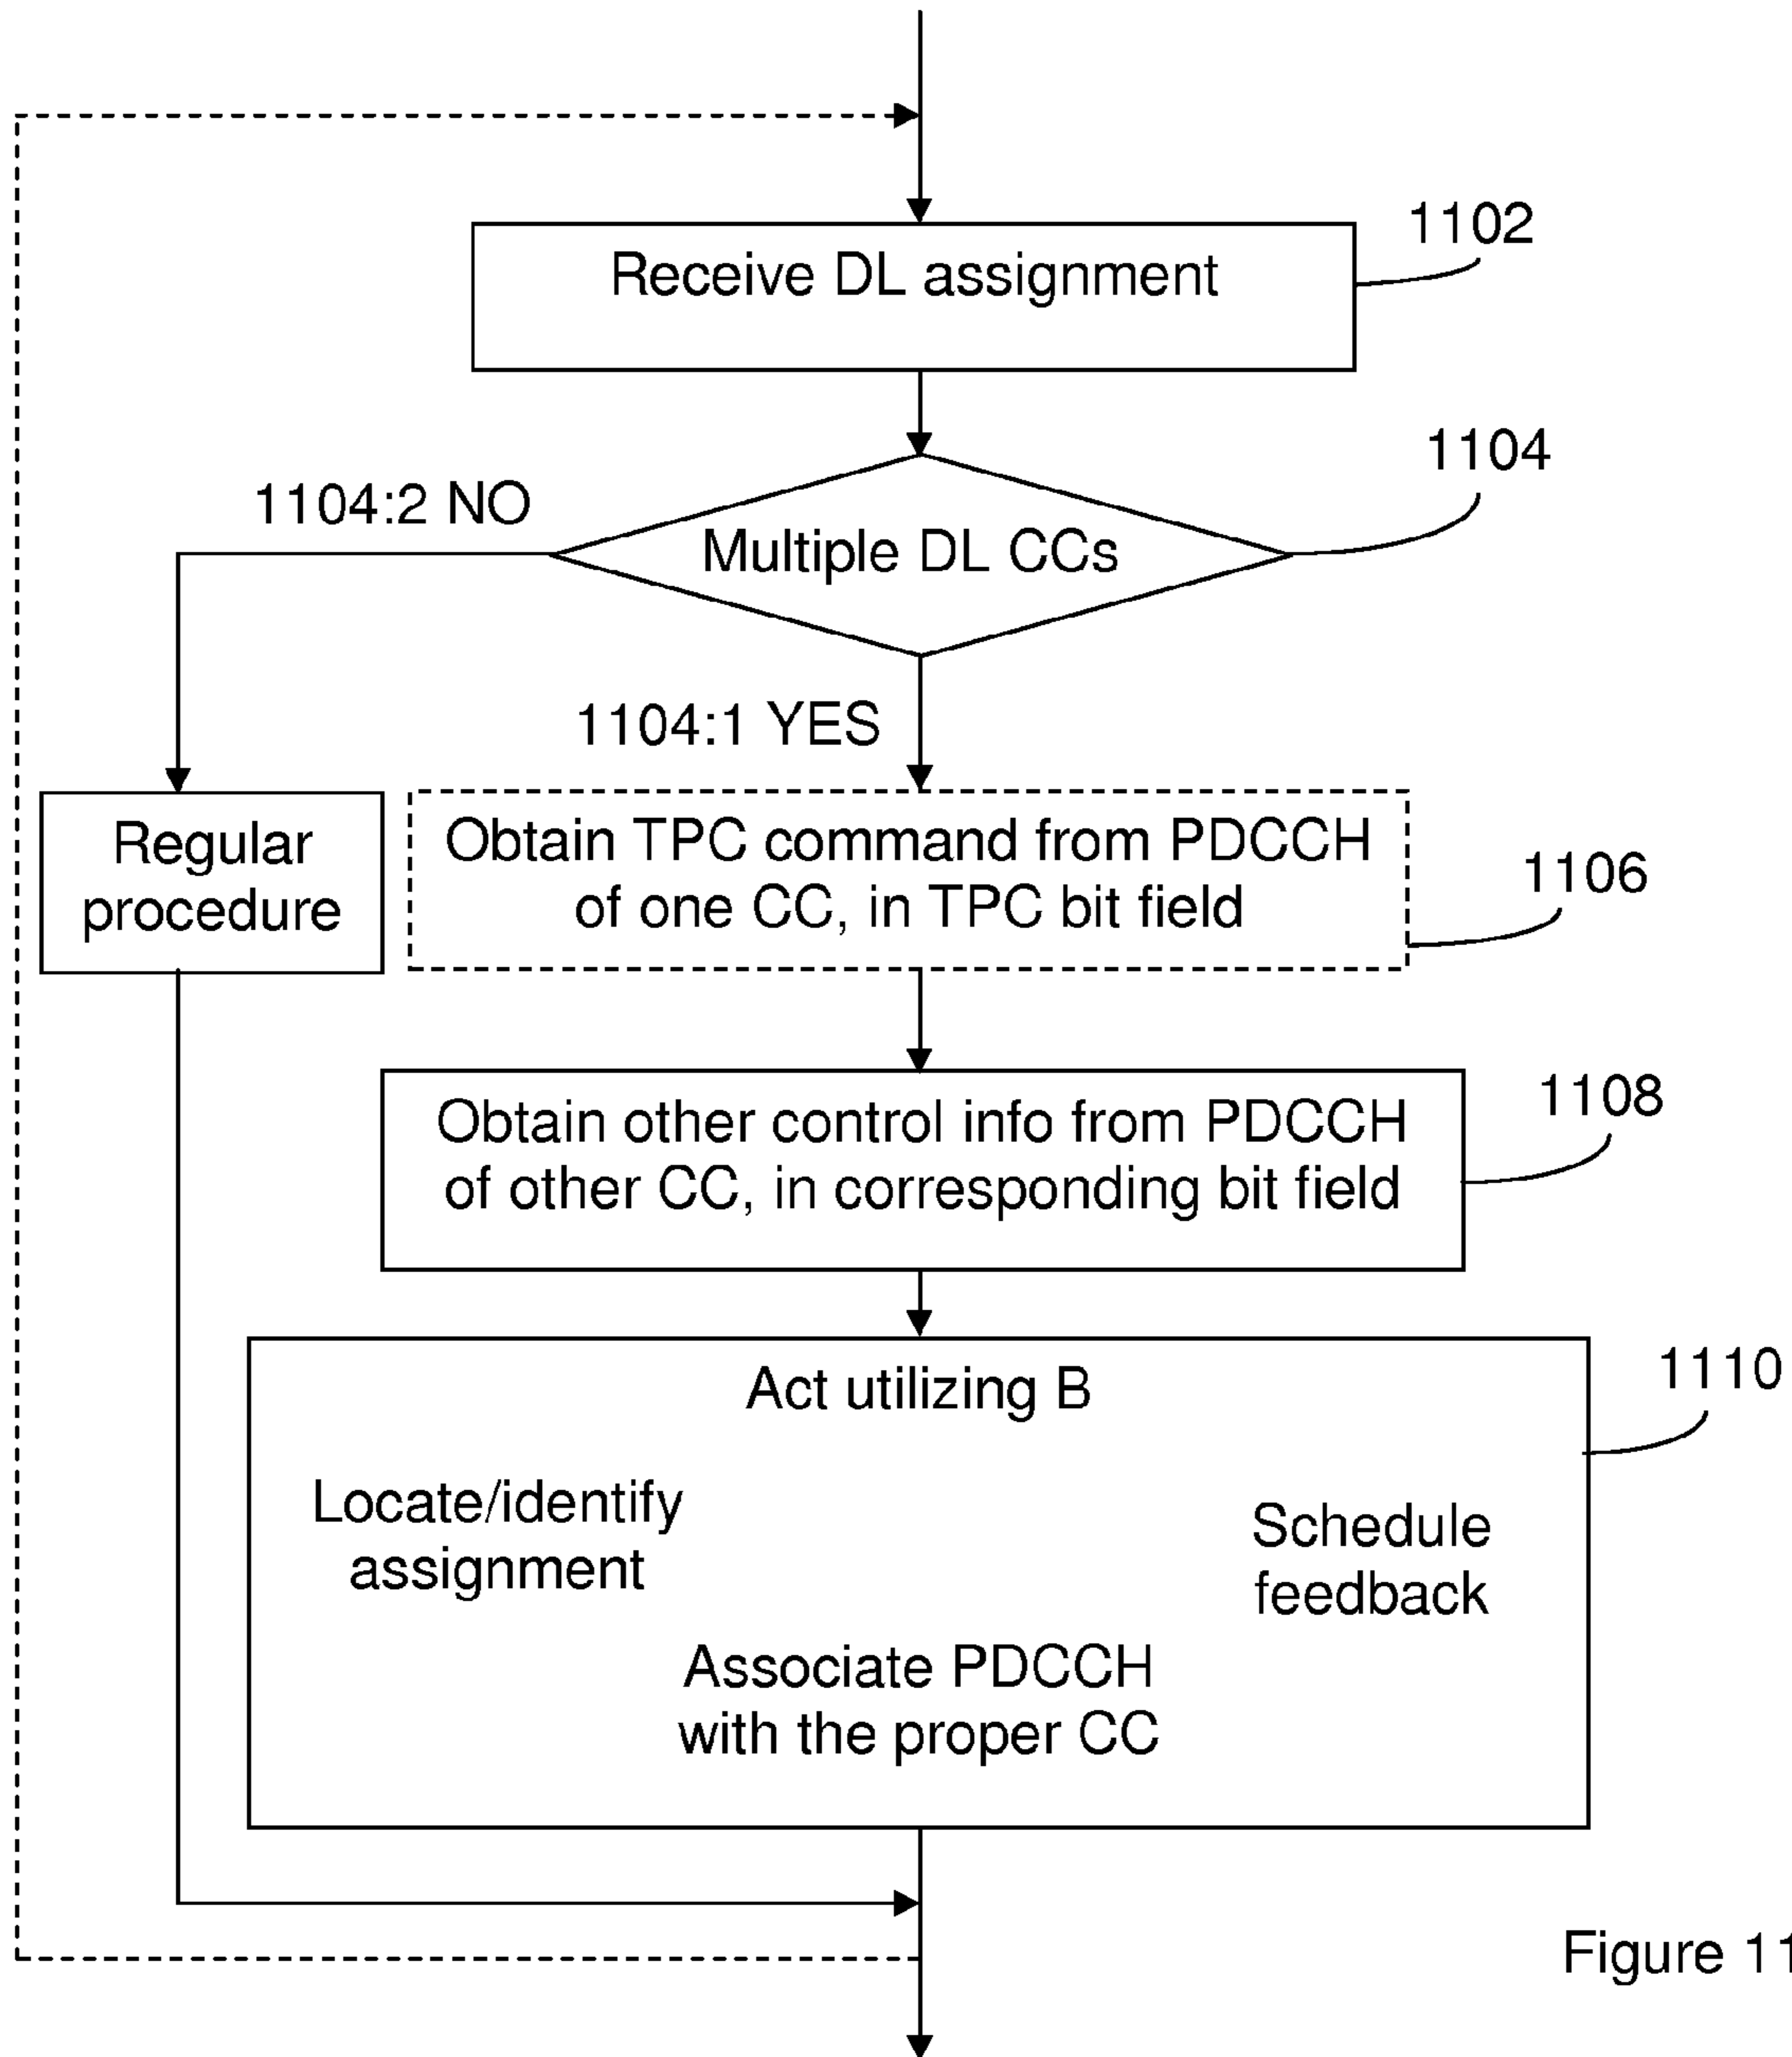 Receive DL assignment
1102
1104
1104:2 NO
Multiple DL CCs
1104:1 YES
Regular
procedure
Obtain TPC command from PDCCH
of one CC, in TPC bit field
1106
Obtain other control info from PDCCH
of other CC, in corresponding bit field
1108
Act utilizing B
1110
Locate/identify
assignment
Schedule
feedback
Associate PDCCH
with the proper CC
Figure 11